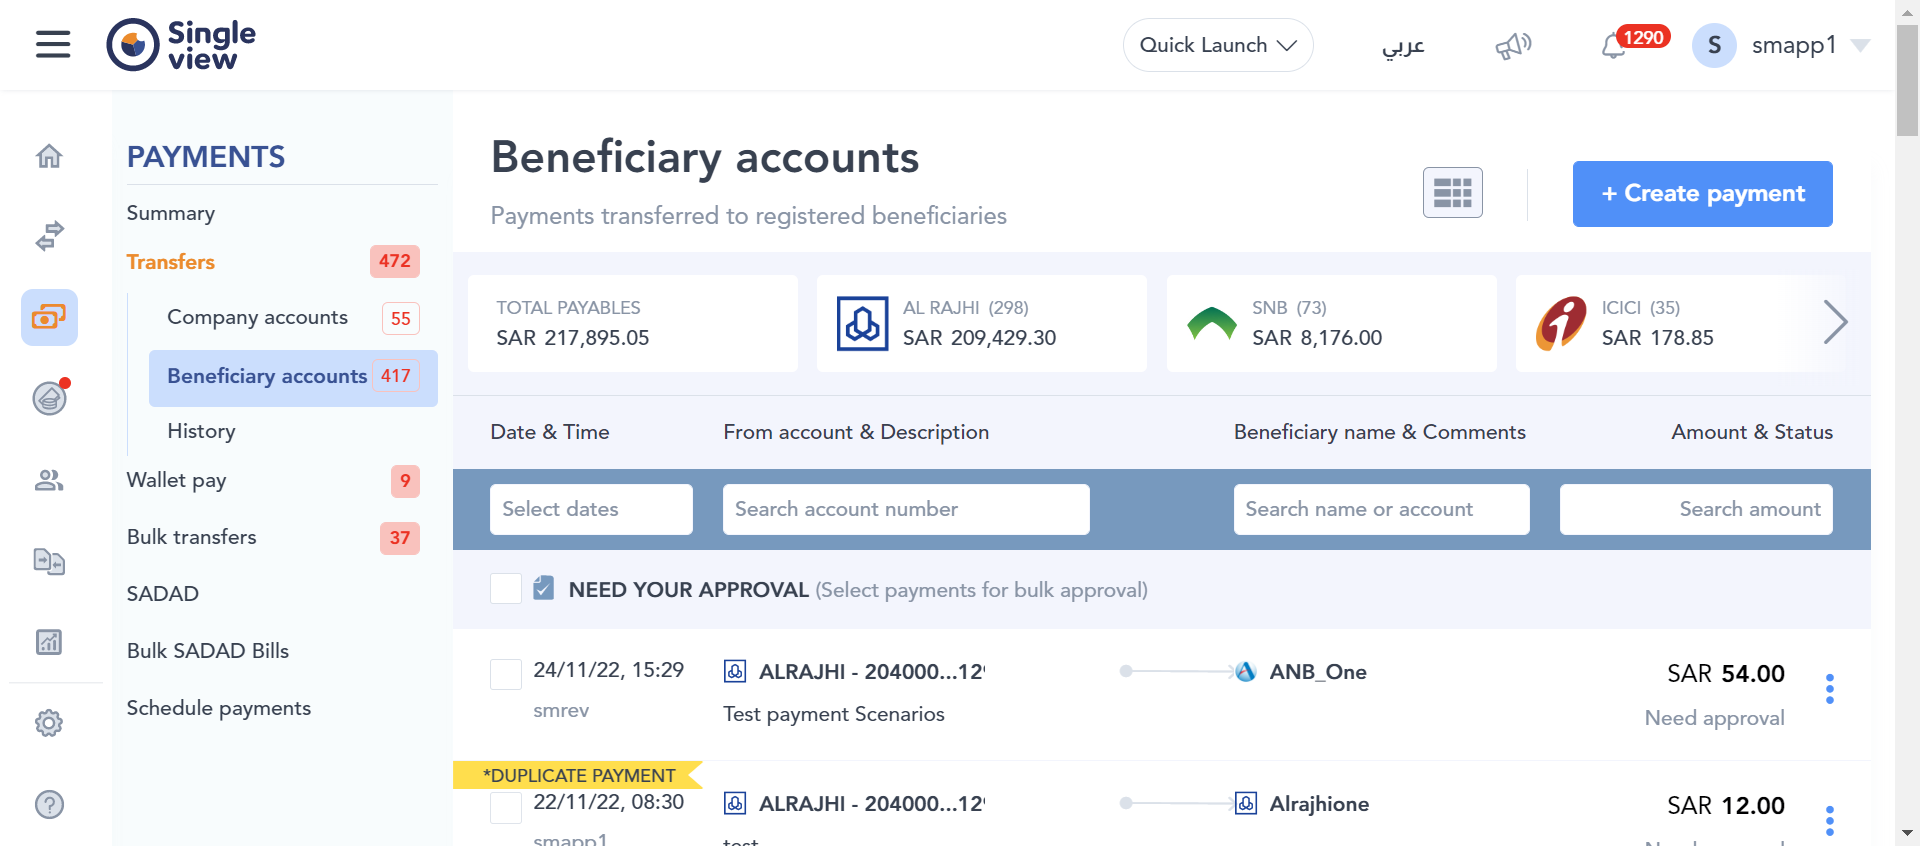 Single
view
Quick Launch
عربي
1290
S
smapp1
PAYMENTS
Summary
Transfers
472
Company accounts
55
Beneficiary accounts
417
History
Wallet pay
9
Bulk transfers
37
SADAD
Bulk SADAD Bills
Schedule payments
Beneficiary accounts
Payments transferred to registered beneficiaries
+ Create payment
TOTAL PAYABLES
SAR 217,895.05
AL RAJHI (298)
SAR 209,429.30
SNB (73)
SAR 8,176.00
ICICI (35)
SAR 178.85
Date & Time
From account & Description
Beneficiary name & Comments
Amount & Status
Select dates
Search account number
Search name or account
Search amount
NEED YOUR APPROVAL (Select payments for bulk approval)
24/11/22, 15:29
ALRAJHI - 204000...12
ANB_One
SAR 54.00
smrev
Test payment Scenarios
Need approval
*DUPLICATE PAYMENT
22/11/22, 08:30
ALRAJHI - 204000...12
Alrajhione
SAR 12.00
smapp1
test